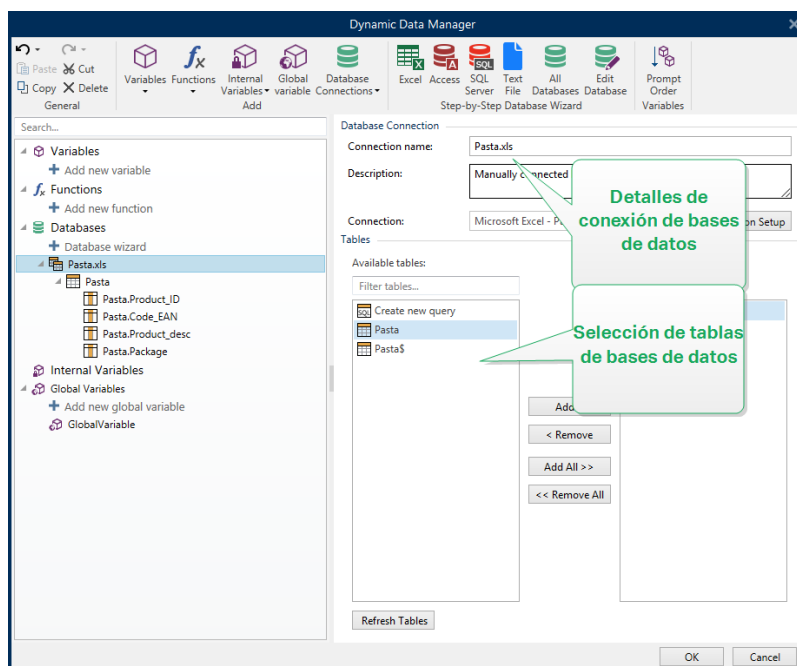 Dynamic Data Manager
Paste
Cut
Copy
Delete
General
Variables
Functions
Internal
Variables
Global
variable
Database
Connections
Add
Excel
Access
SQL
Server
Text
File
All
Databases
Edit
Database
Step-by-Step Database Wizard
Prompt
Order
Variables
Search...
Variables
Add new variable
Functions
Add new function
Databases
Database wizard
Pasta.xls
Pasta
Pasta.Product_ID
Pasta.Code_EAN
Pasta.Product_desc
Pasta.Package
Internal Variables
Global Variables
Add new global variable
GlobalVariable
Database Connection
Connection name:
Pasta.xls
Description:
Manually connected
Connection:
Microsoft Excel - P
Setup
Detalles de
conexión de bases
de datos
Tables
Available tables:
Filter tables...
SQL Create new query
Pasta
Pasta$
Selección de tablas
de bases de datos
Add
< Remove
Add All >>
<< Remove All
Refresh Tables
OK
Cancel